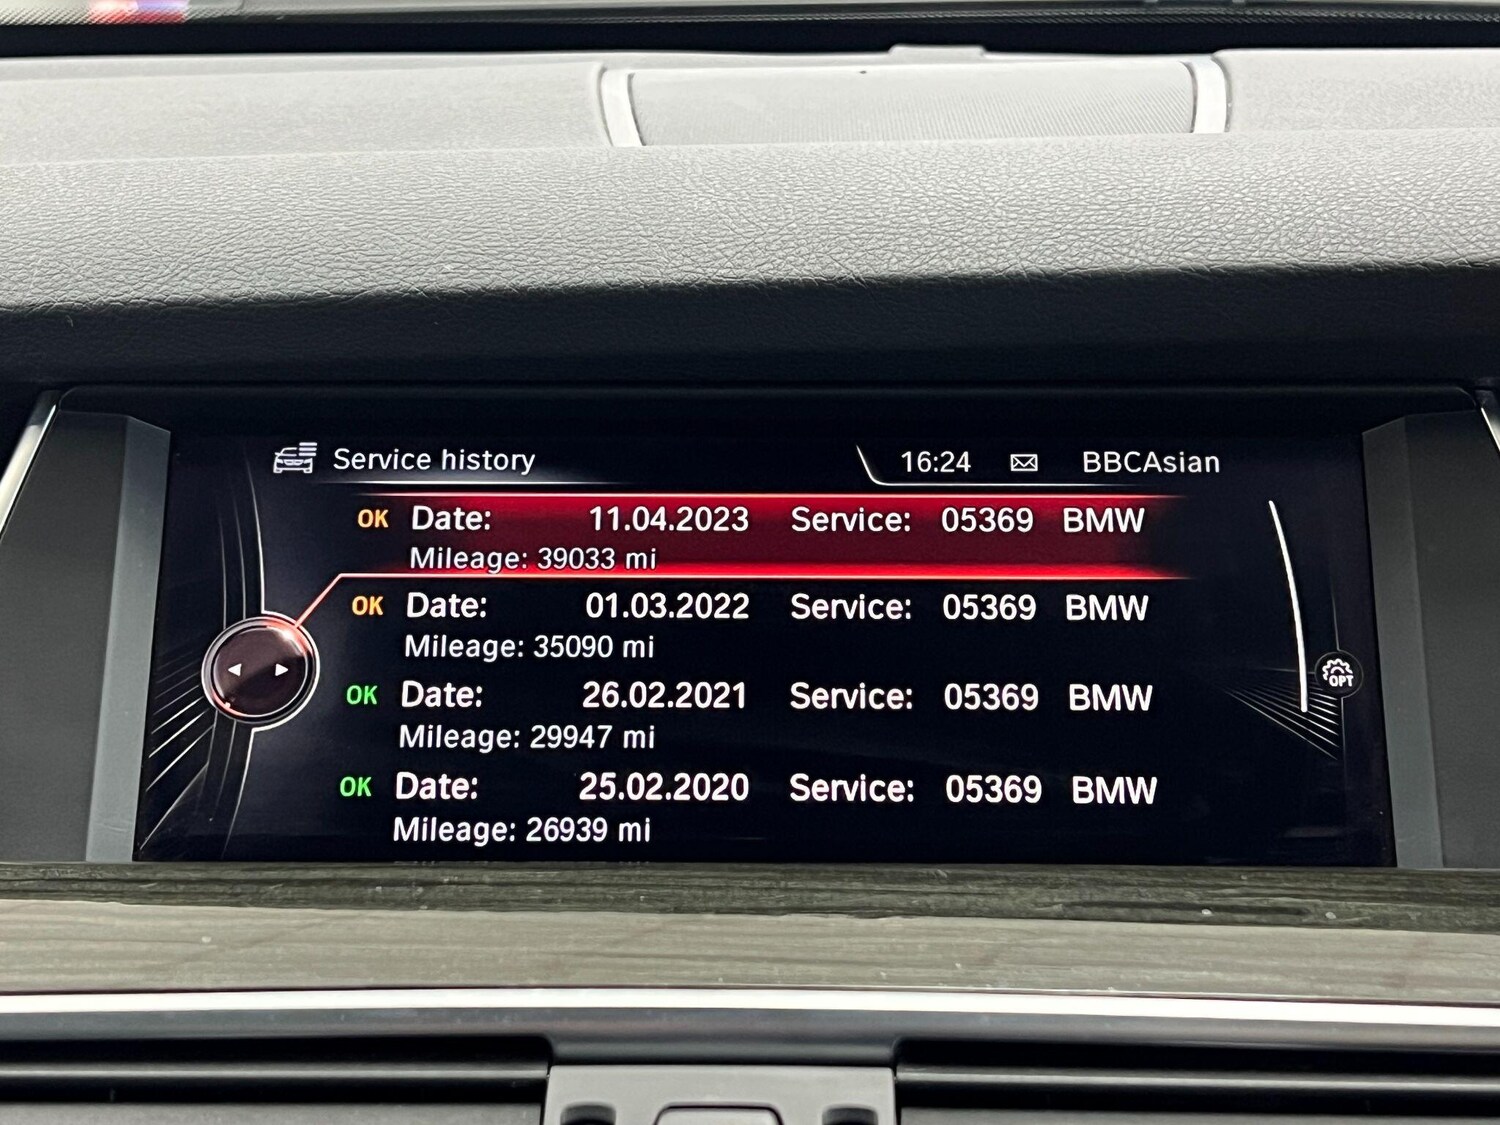 Service history 16:24 BBCAsian
OK Date: 11.04.2023 Service: 05369 BMW
Mileage: 39033 mi
OK Date: 01.03.2022 Service: 05369 BMW
Mileage: 35090 mi
OK Date: 26.02.2021 Service: 05369 BMW
Mileage: 29947 mi
OK Date: 25.02.2020 Service: 05369 BMW
Mileage: 26939 mi
OPT